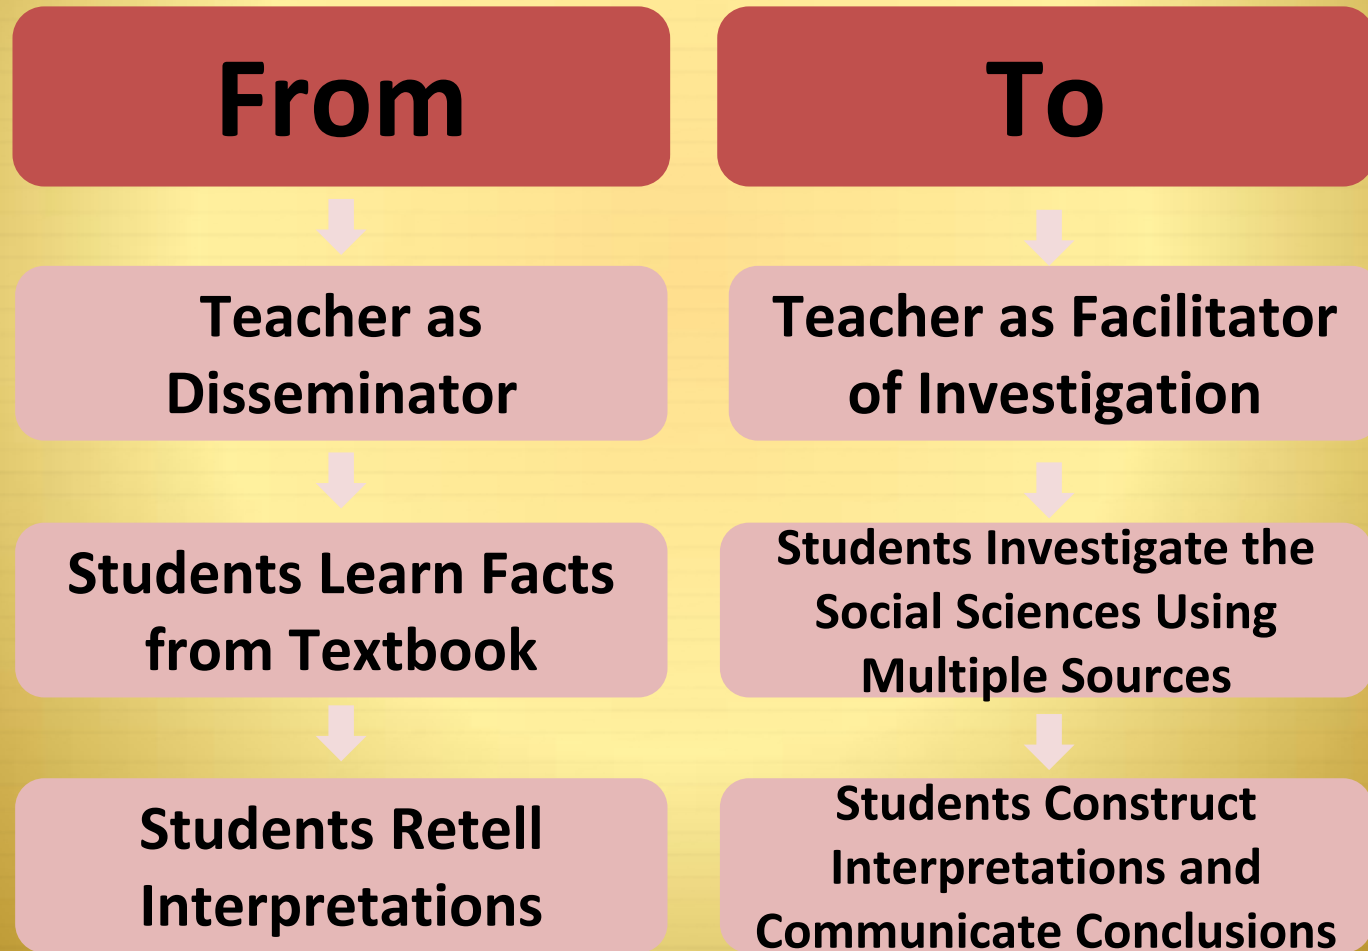 From
Teacher as
Disseminator
Students Learn Facts
from Textbook
Students Retell
Interpretations
To
Teacher as Facilitator
of Investigation
Students Investigate the
Social Sciences Using
Multiple Sources
Students Construct
Interpretations and
Communicate Conclusions